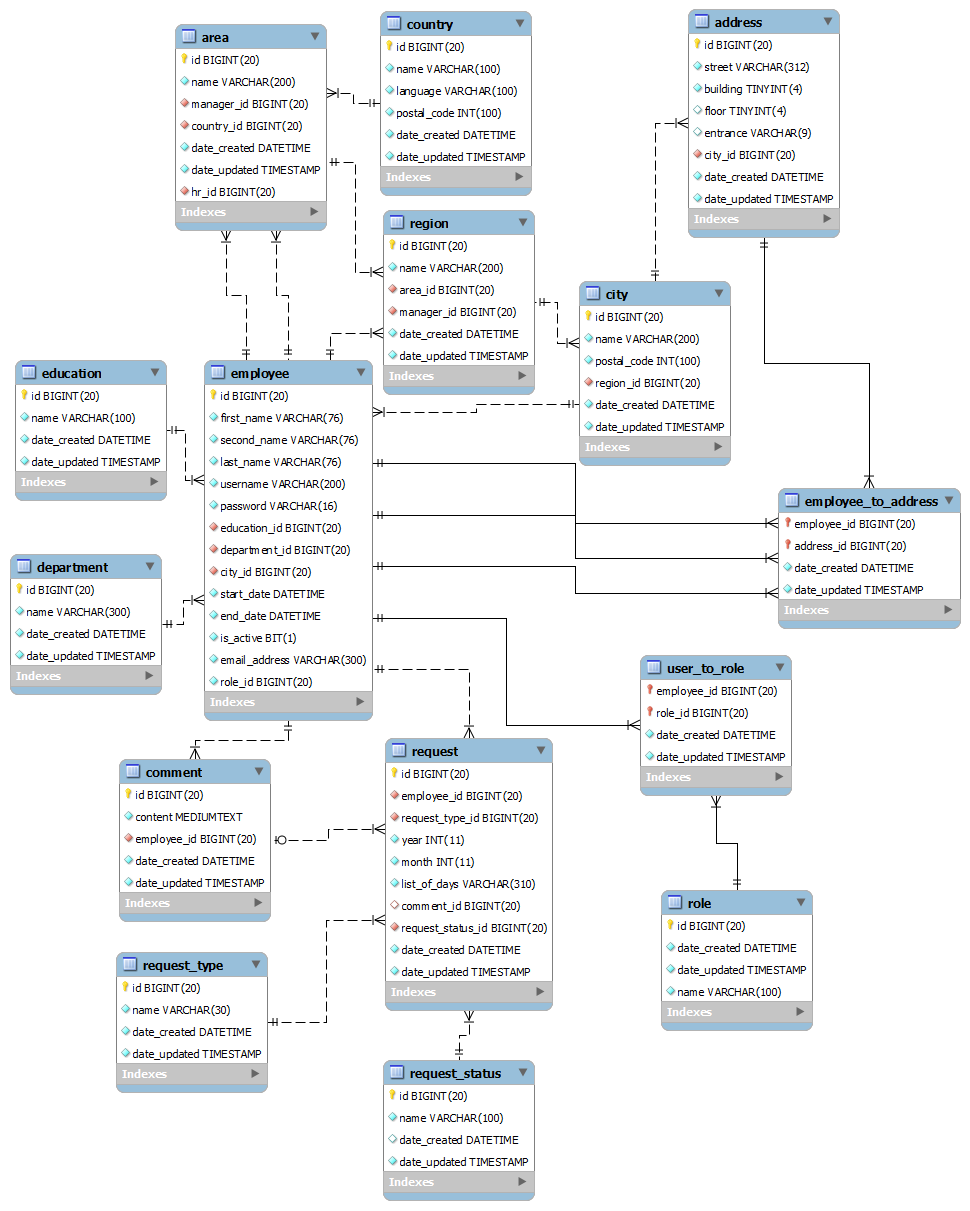 area
id BIGINT(20)
name VARCHAR(200)
manager_id BIGINT(20)
country_id BIGINT(20)
date_created DATETIME
date_updated TIMESTAMP
hr_id BIGINT(20)
Indexes
country
id BIGINT(20)
name VARCHAR(100)
language VARCHAR(100)
postal_code INT(100)
date_created DATETIME
date_updated TIMESTAMP
Indexes
address
id BIGINT(20)
street VARCHAR(312)
building TINYINT(4)
floor TINYINT(4)
entrance VARCHAR(9)
city_id BIGINT(20)
date_created DATETIME
date_updated TIMESTAMP
Indexes
region
id BIGINT(20)
name VARCHAR(200)
area_id BIGINT(20)
manager_id BIGINT(20)
date_created DATETIME
date_updated TIMESTAMP
Indexes
city
id BIGINT(20)
name VARCHAR(200)
postal_code INT(100)
region_id BIGINT(20)
date_created DATETIME
date_updated TIMESTAMP
Indexes
education
id BIGINT(20)
name VARCHAR(100)
date_created DATETIME
date_updated TIMESTAMP
Indexes
employee
id BIGINT(20)
first_name VARCHAR(76)
second_name VARCHAR(76)
last_name VARCHAR(76)
username VARCHAR(200)
password VARCHAR(16)
education_id BIGINT(20)
department_id BIGINT(20)
city_id BIGINT(20)
start_date DATETIME
end_date DATETIME
is_active BIT(1)
email_address VARCHAR(300)
role_id BIGINT(20)
Indexes
employee_to_address
employee_id BIGINT(20)
address_id BIGINT(20)
date_created DATETIME
date_updated TIMESTAMP
Indexes
department
id BIGINT(20)
name VARCHAR(300)
date_created DATETIME
date_updated TIMESTAMP
Indexes
user_to_role
employee_id BIGINT(20)
role_id BIGINT(20)
date_created DATETIME
date_updated TIMESTAMP
Indexes
comment
id BIGINT(20)
content MEDIUMTEXT
employee_id BIGINT(20)
date_created DATETIME
date_updated TIMESTAMP
Indexes
request
id BIGINT(20)
employee_id BIGINT(20)
request_type_id BIGINT(20)
year INT(11)
month INT(11)
list_of_days VARCHAR(310)
comment_id BIGINT(20)
request_status_id BIGINT(20)
date_created DATETIME
date_updated TIMESTAMP
Indexes
role
id BIGINT(20)
date_created DATETIME
date_updated TIMESTAMP
name VARCHAR(100)
Indexes
request_type
id BIGINT(20)
name VARCHAR(30)
date_created DATETIME
date_updated TIMESTAMP
Indexes
request_status
id BIGINT(20)
name VARCHAR(100)
date_created DATETIME
date_updated TIMESTAMP
Indexes